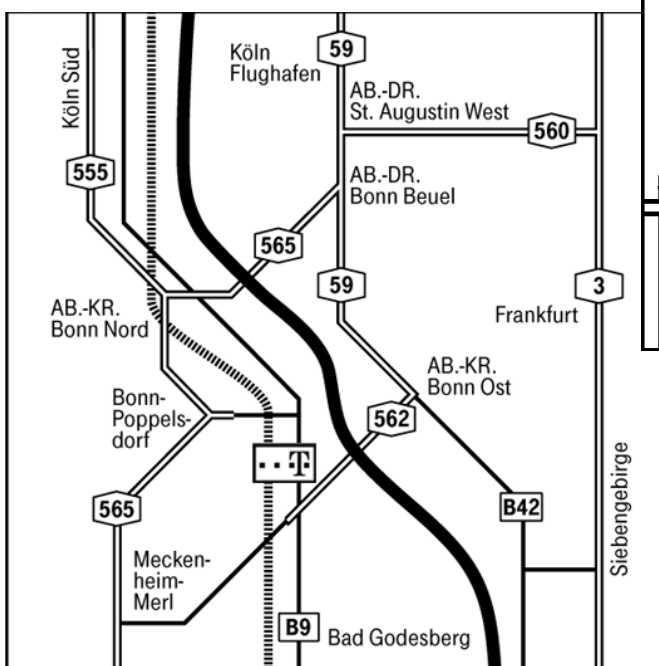 Köln Süd
Köln
Flughafen
59
AB.-DR.
St. Augustin West
560
555
AB.-DR.
Bonn Beuel
565
59
3
AB.-KR.
Bonn Nord
Frankfurt
AB.-KR.
Bonn Ost
Bonn-
Poppels-
dorf
562
T
565
B42
Siebengebirge
Mecken-
heim-
Merl
B9
Bad Godesberg